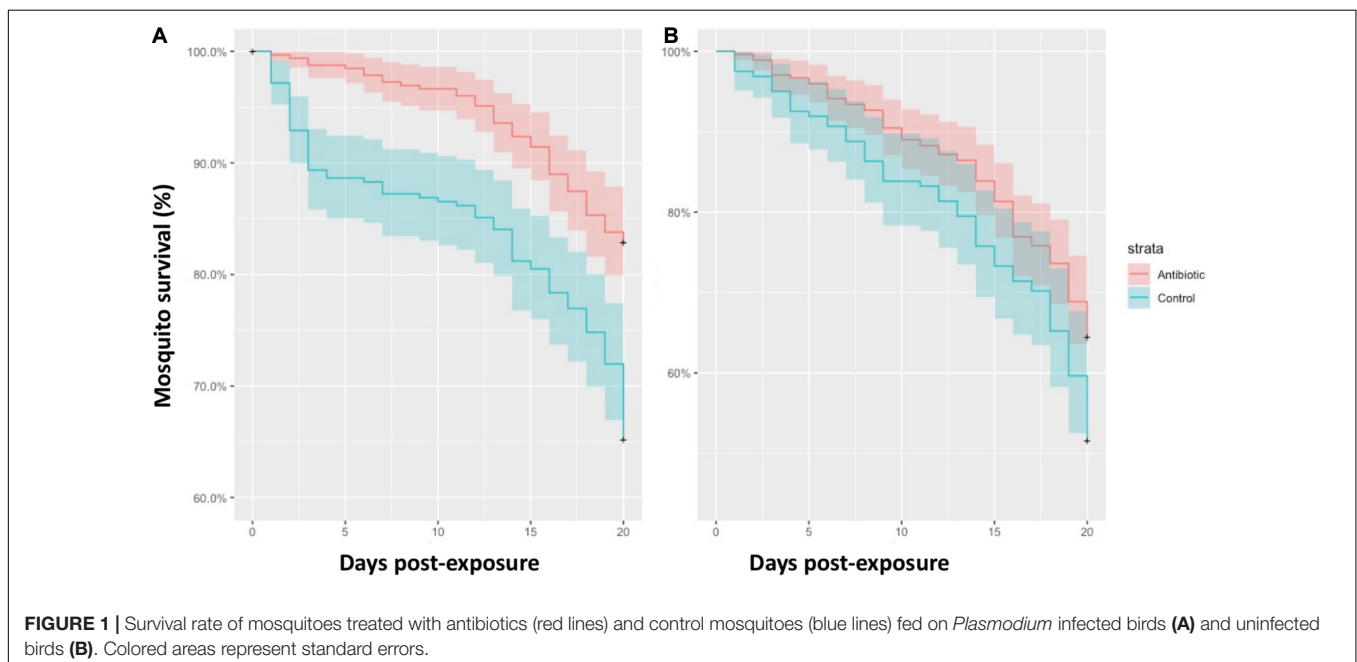 A
B
Mosquito survival (%)
100.0%
90.0%
80.0%
70.0%
60.0%
0 5 10 15 20
Days post-exposure
100%
80%
60%
0 5 10 15 20
Days post-exposure
strata
Antibiotic
Control
FIGURE 1 | Survival rate of mosquitoes treated with antibiotics (red lines) and control mosquitoes (blue lines) fed on Plasmodium infected birds (A) and uninfected
birds (B). Colored areas represent standard errors.